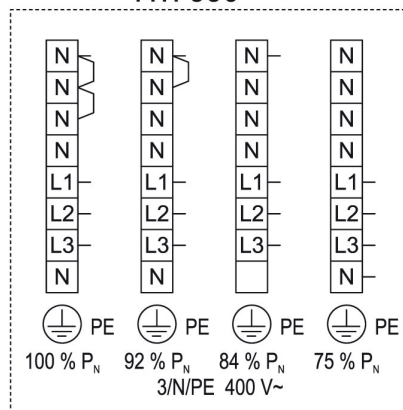 N N N N
N N N N
N N N N
N N N N
L1 L1 L1 L1
L2 L2 L2 L2
L3 L3 L3 L3
N N N
PE PE PE PE
100 % PN 92 % PN 84 % PN 75 % PN
3/N/PE 400 V~